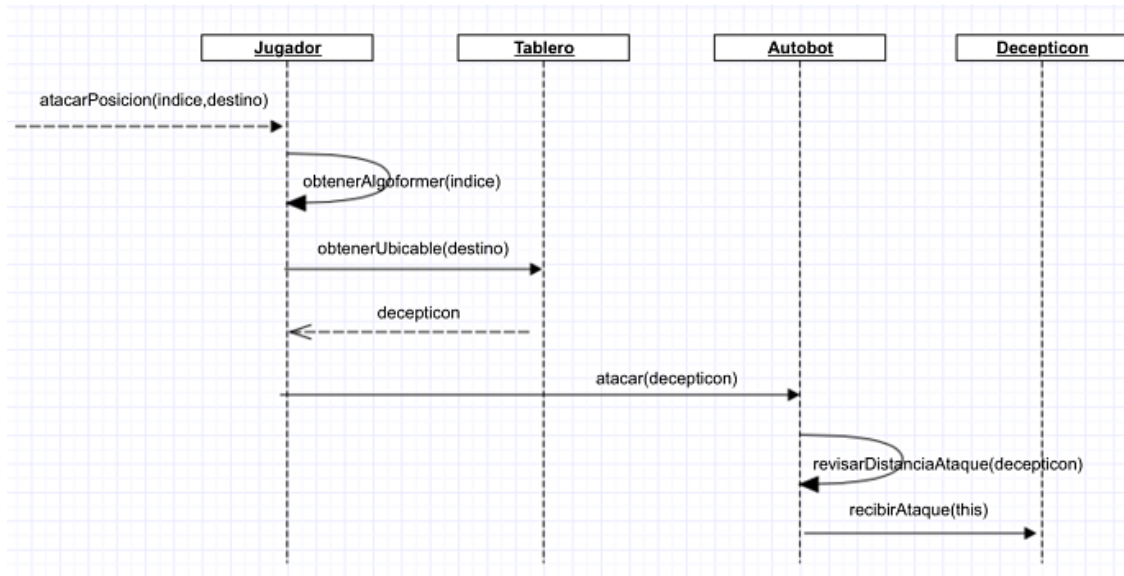 Jugador
Tablero
Autobot
Decepticon
atacarPosicion(indice,destino)
obtenerAlgoformer(indice)
obtenerUbicable(destino)
decepticon
atacar(decepticon)
revisarDistanciaAtaque(decepticon)
recibirAtaque(this)